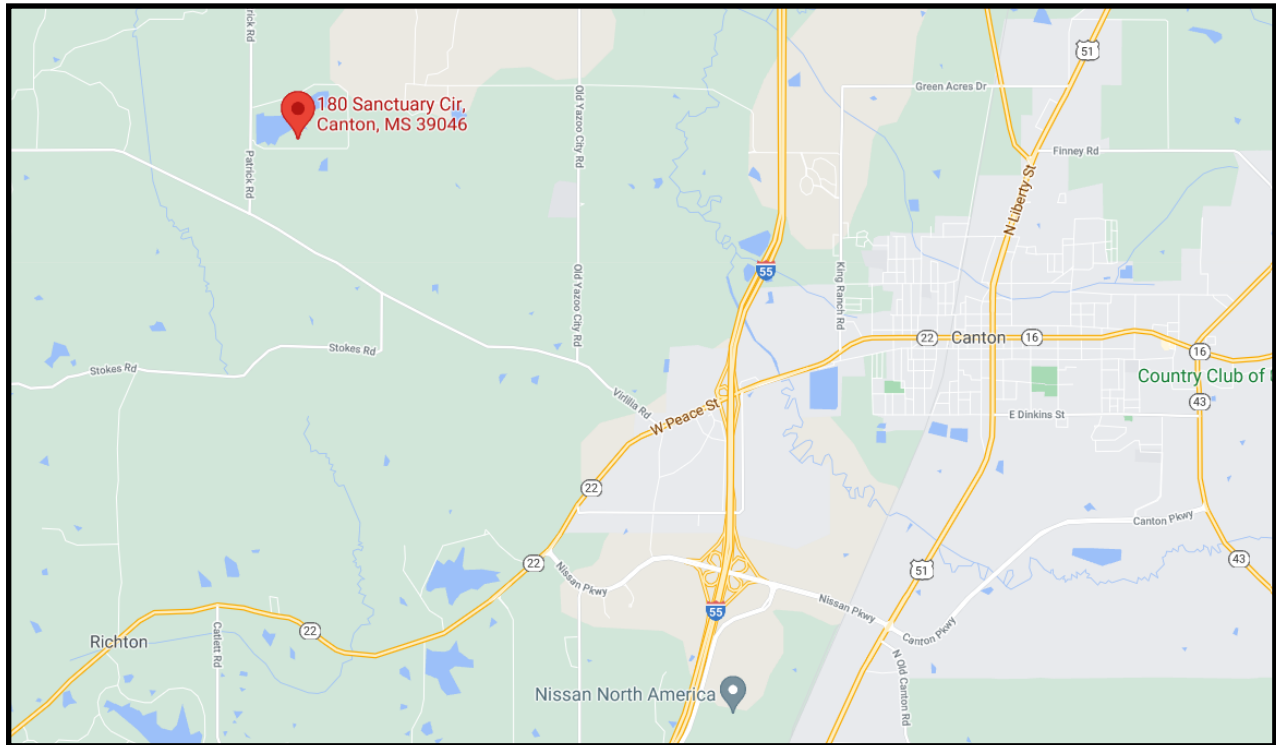 rick Rd
51
Green Acres Dr
180 Sanctuary Cir,
Canton, MS 39046
Old Yazoo City Rd
Patrick Rd
Finney Rd
N Liberty St
55
King Ranch Rd
Old Yazoo City Rd
22
Canton
16
16
Stokes Rd
Stokes Rd
Country Club of
43
Virlilia Rd
W Peace St
E Dinkins St
22
Canton Pkwy
22
Nissan Pkwy
51
43
55
Nissan Pkwy
Canton Pkwy
22
Richton
Catlett Rd
N Old Canton Rd
Nissan North America